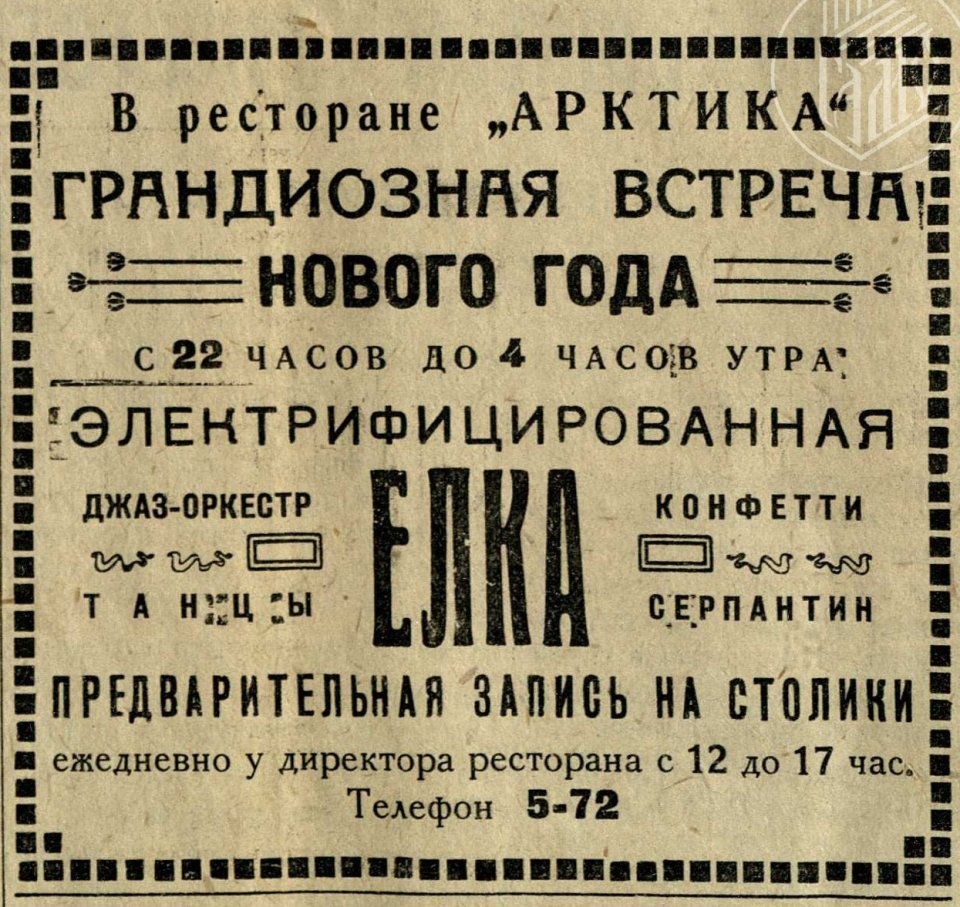 В ресторане „АРКТИКА“
ГРАНДИОЗНАЯ ВСТРЕЧА
НОВОГО ГОДА
С 22 ЧАСОВ ДО 4 ЧАСОВ УТРА:
ЭЛЕКТРИФИЦИРОВАННАЯ
ЕЛКА
ДЖАЗ-ОРКЕСТР
ТАНЦЫ
КОНФЕТТИ
СЕРПАНТИН
ПРЕДВАРИТЕЛЬНАЯ ЗАПИСЬ НА СТОЛИКИ
ежедневно у директора ресторана с 12 до 17 час.
Телефон 5-72